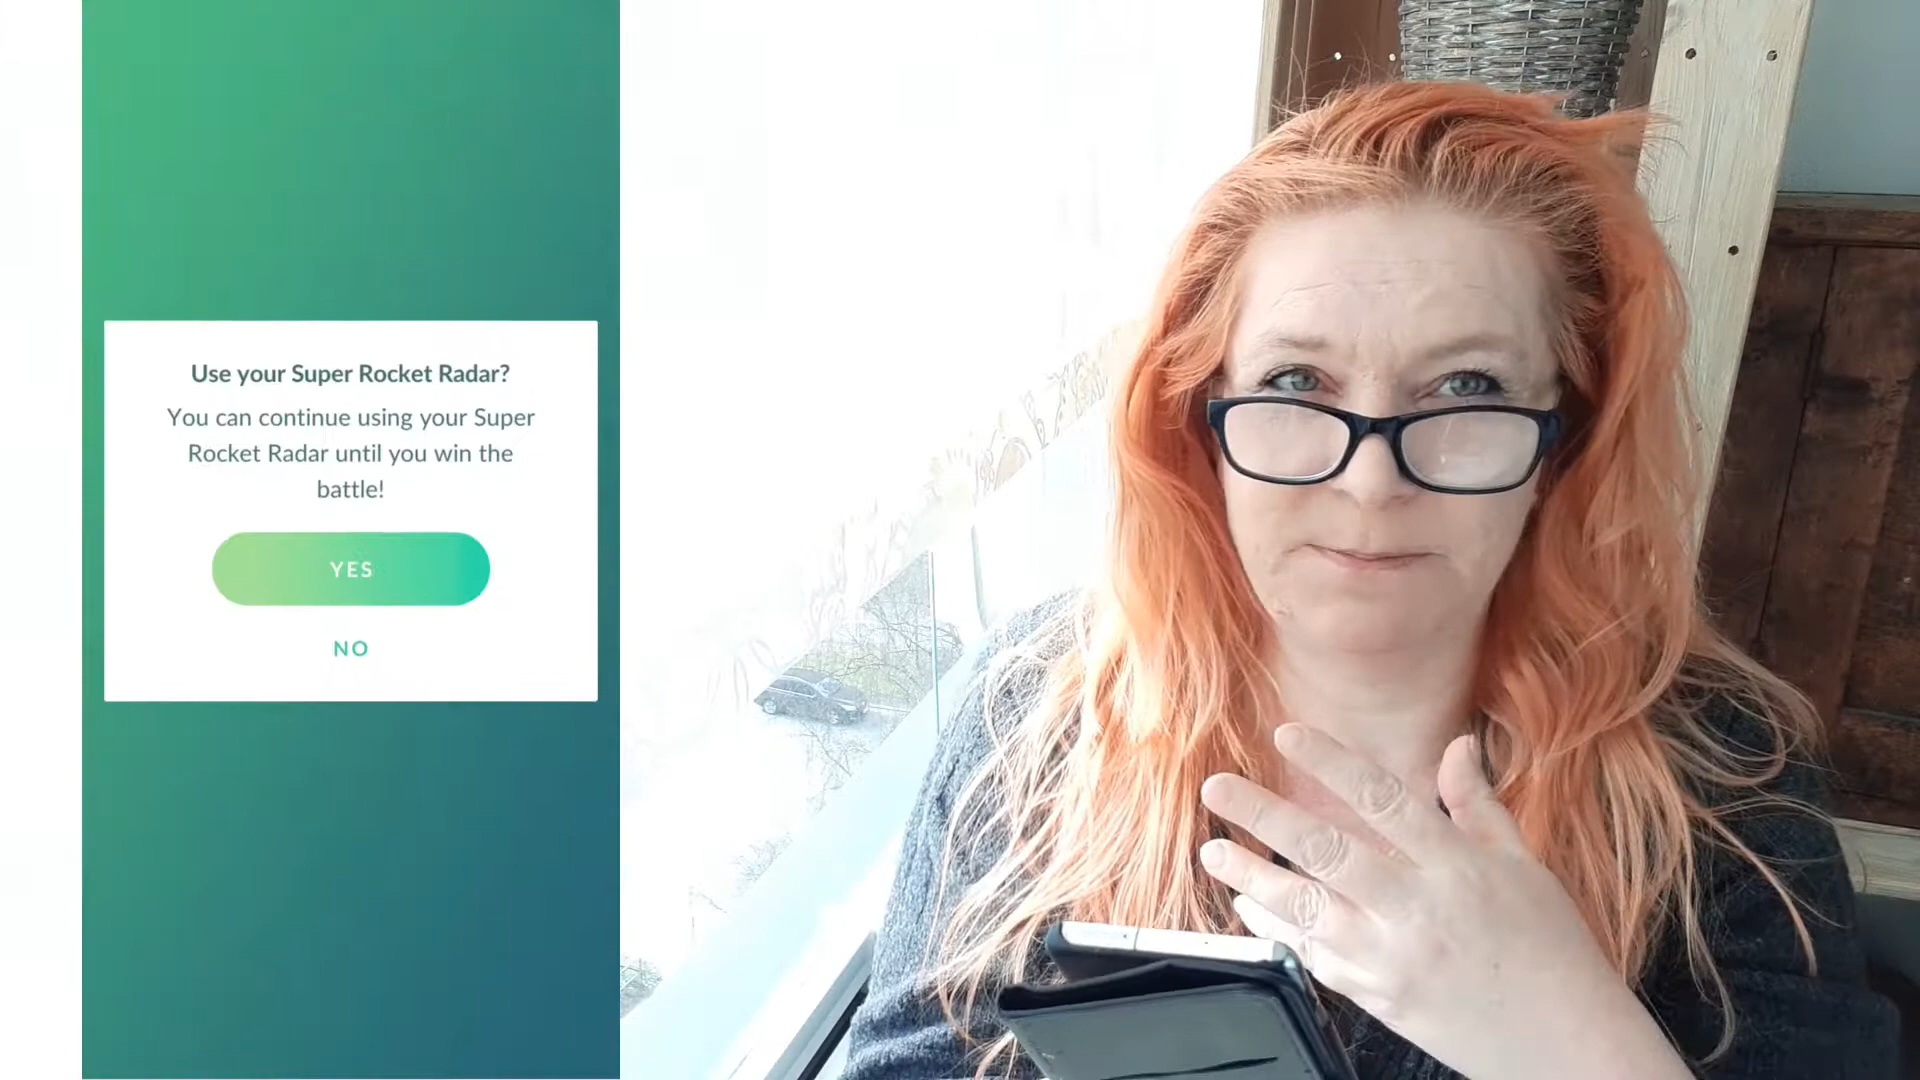 Use your Super Rocket Radar?
You can continue using your Super
Rocket Radar until you win the
battle!
YES
NO